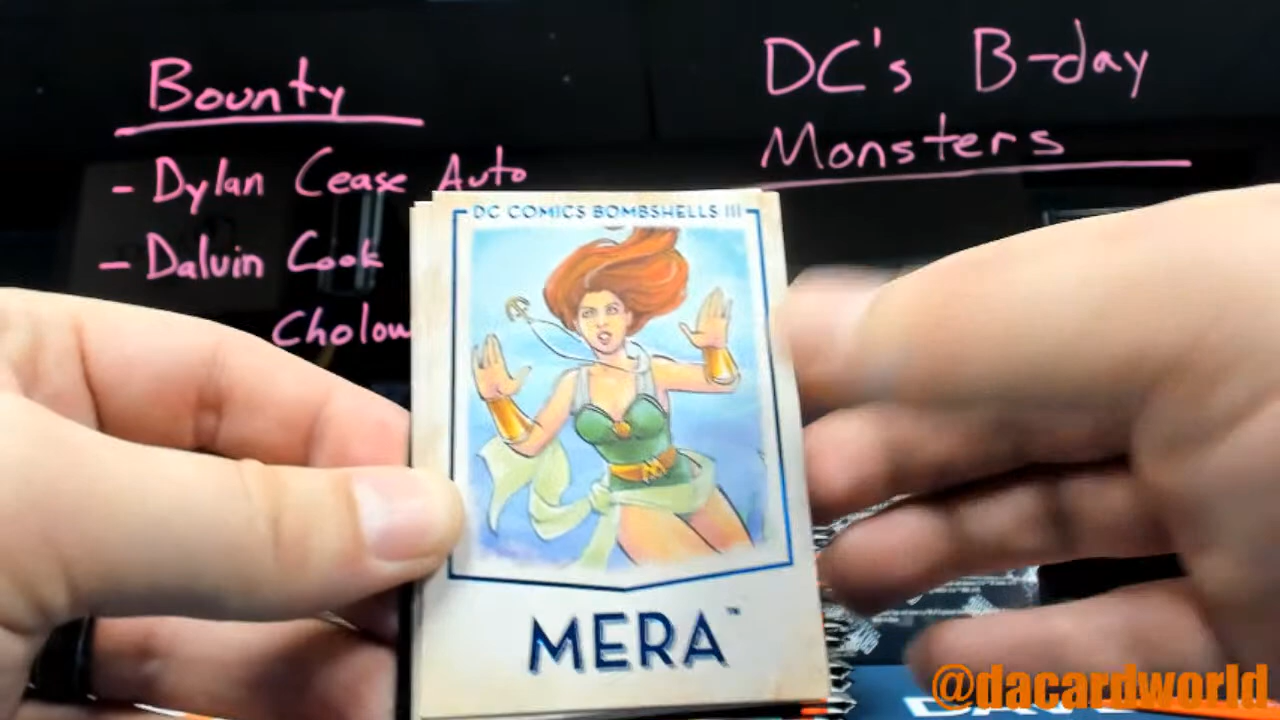 Bounty
- Dylan Cease Auto
- Dalvin Cook
DC's B-day
Monsters
DC COMICS BOMBSHELLS III
MERA™
@dacardworld